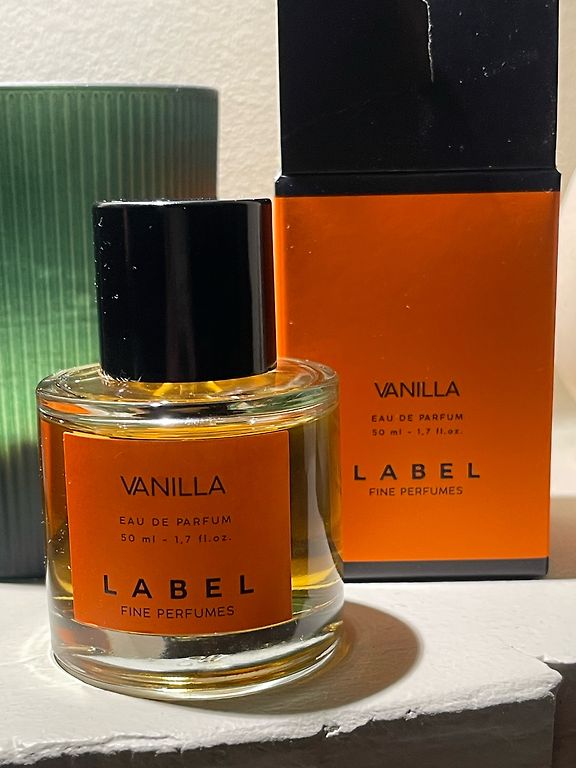 VANILLA
EAU DE PARFUM
50 ml - 1,7 fl.oz.
LABEL
FINE PERFUMES
VANILLA
EAU DE PARFUM
50 ml - 1,7 fl.oz.
LABEL
FINE PERFUMES